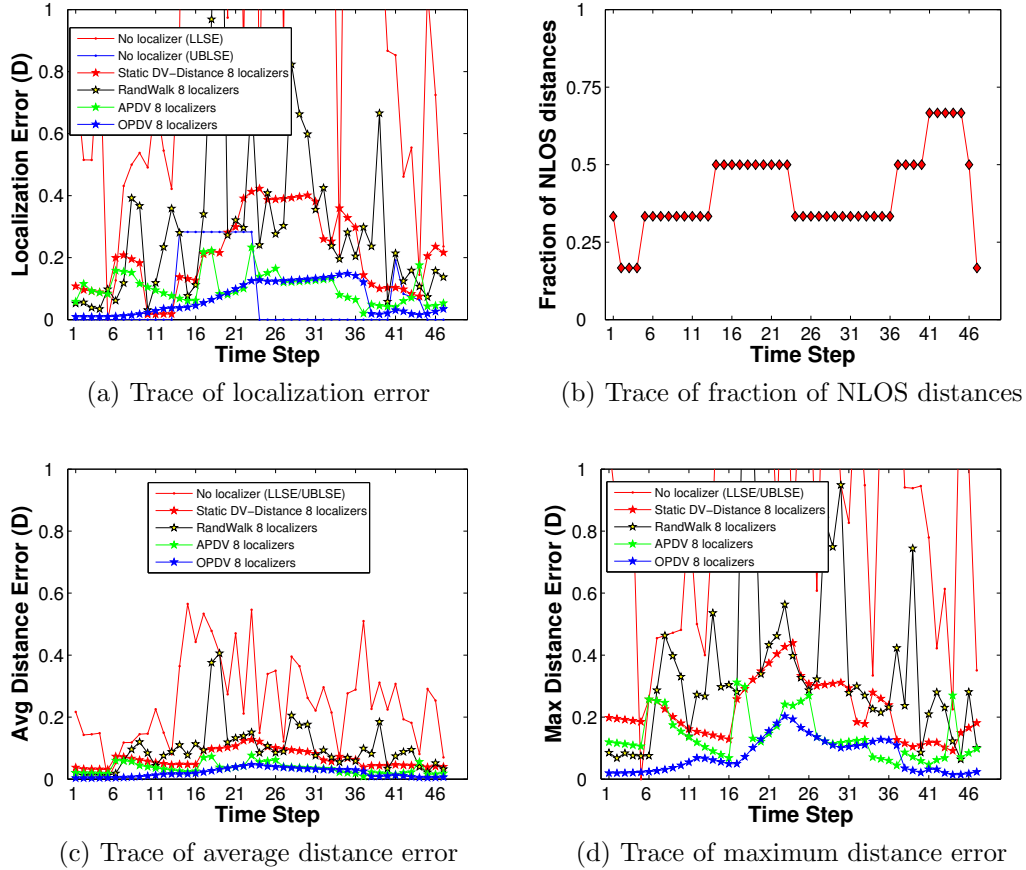 1
0.8
0.6
0.4
0.2
0
Localization Error (D)
No localizer (LLSE)
No localizer (UBLSE)
Static DV−Distance 8 localizers
RandWalk 8 localizers
APDV 8 localizers
OPDV 8 localizers
1 6 11 16 21 26 31 36 41 46
Time Step
(a) Trace of localization error
1
0.75
0.5
0.25
0
Fraction of NLOS distances
1 6 11 16 21 26 31 36 41 46
Time Step
(b) Trace of fraction of NLOS distances
1
0.8
0.6
0.4
0.2
0
Avg Distance Error (D)
No localizer (LLSE/UBLSE)
Static DV−Distance 8 localizers
RandWalk 8 localizers
APDV 8 localizers
OPDV 8 localizers
1 6 11 16 21 26 31 36 41 46
Time Step
(c) Trace of average distance error
1
0.8
0.6
0.4
0.2
0
Max Distance Error (D)
No localizer (LLSE/UBLSE)
Static DV−Distance 8 localizers
RandWalk 8 localizers
APDV 8 localizers
OPDV 8 localizers
1 6 11 16 21 26 31 36 41 46
Time Step
(d) Trace of maximum distance error